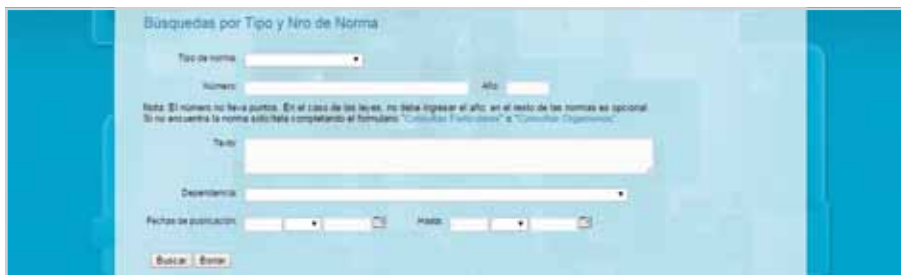 Búsquedas por Tipo y Nro de Norma
Tipo de norma
Número Año
Nota: El número no lleva puntos. En el caso de las leyes, no debe ingresar el año, en el resto de las normas es opcional.
Si no encuentra la norma solicítela completando el formulario "Consultas Particulares" o "Consultas Organismos".
Texto
Dependencia
Fechas de publicación Hasta
Buscar Borrar